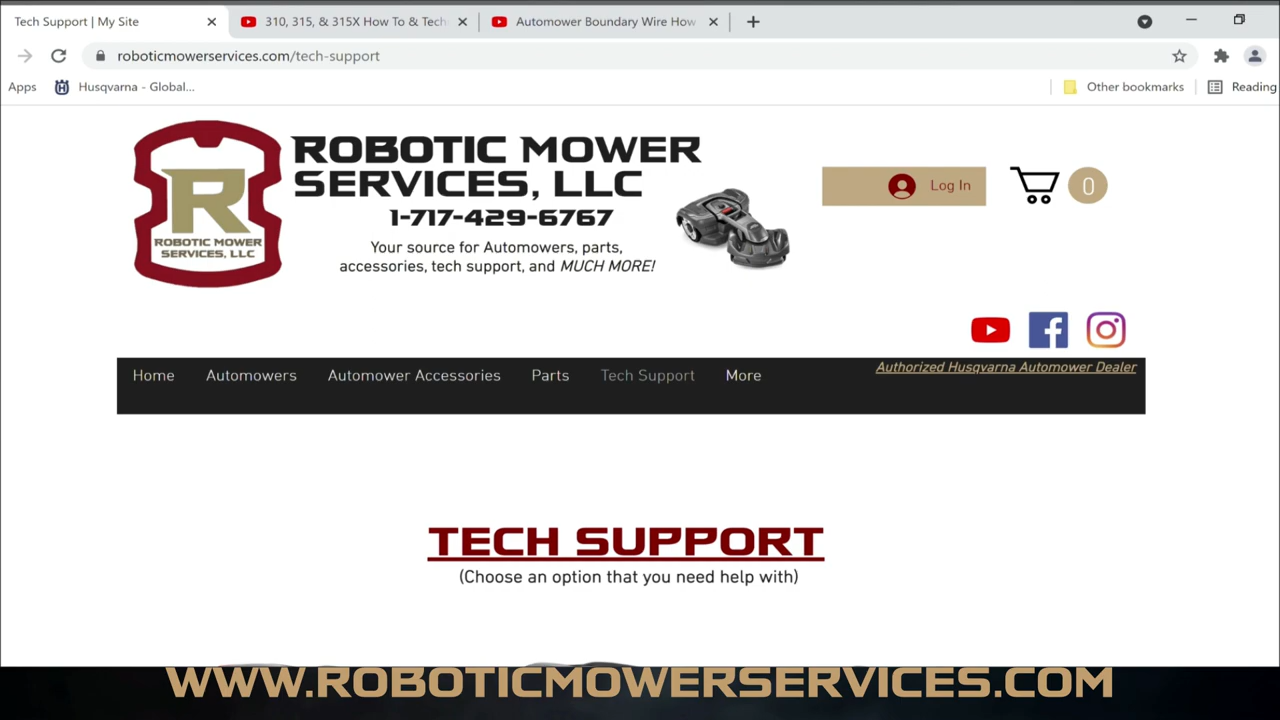 Tech Support | My Site
310, 315, & 315X How To & Tech
Automower Boundary Wire How
roboticmowerservices.com/tech-support
Apps
Husqvarna - Global...
Other bookmarks
Reading
ROBOTIC MOWER
SERVICES, LLC
1-717-429-6767
Your source for Automowers, parts,
accessories, tech support, and MUCH MORE!
R
ROBOTIC MOWER
SERVICES, LLC
Log In
0
Home
Automowers
Automower Accessories
Parts
Tech Support
More
Authorized Husqvarna Automower Dealer
TECH SUPPORT
(Choose an option that you need help with)
WWW.ROBOTICMOWERSERVICES.COM